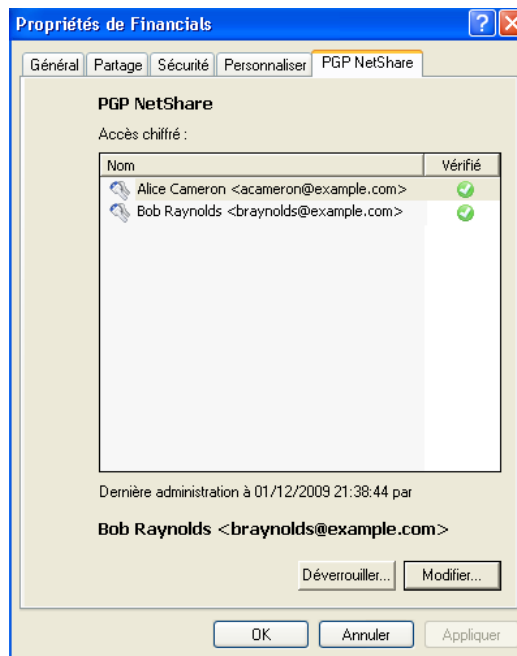 Propriétés de Financials
Général Partage Sécurité Personnaliser PGP NetShare
PGP NetShare
Accès chiffré :
Nom Vérifié
Alice Cameron <acameron@example.com>
Bob Raynolds <braynolds@example.com>
Dernière administration à 01/12/2009 21:38:44 par
Bob Raynolds <braynolds@example.com>
Déverrouiller... Modifier...
OK Annuler Appliquer